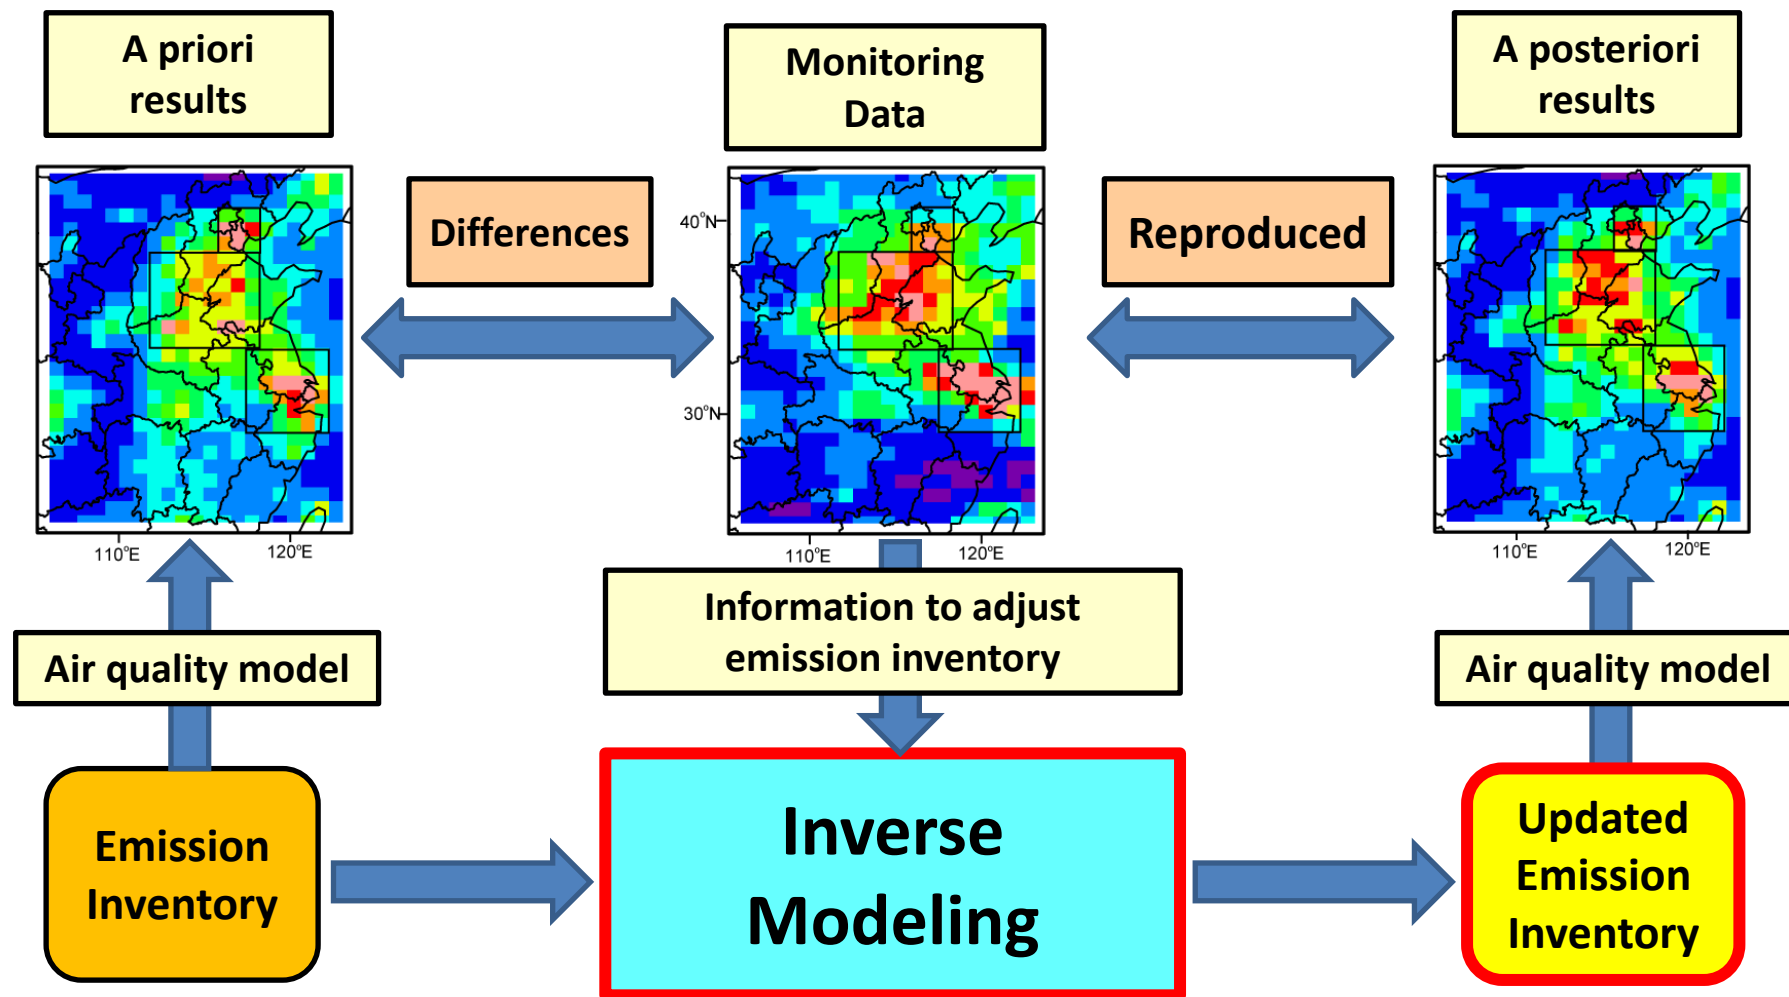 A priori
results
Monitoring
Data
A posteriori
results
Differences
Reproduced
40°N
30°N
110°E
120°E
110°E
120°E
110°E
120°E
Information to adjust
emission inventory
Air quality model
Air quality model
Emission
Inventory
Inverse
Modeling
Updated
Emission
Inventory